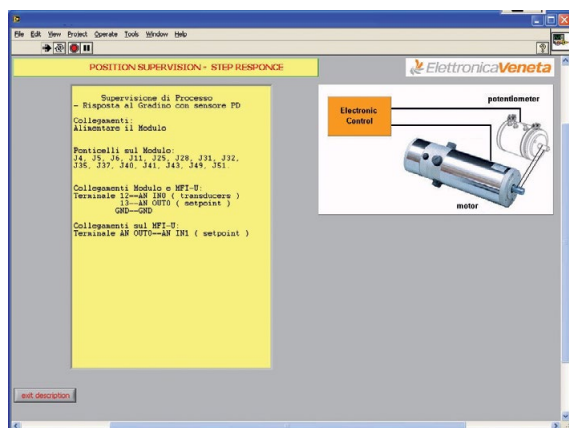 File Edit View Project Operate Tools Window Help
POSITION SUPERVISION - STEP RESPONCE
ElettronicaVeneta
Supervisione di Processo
- Risposta al Gradino con sensore PD
Collegamenti:
Alimentare il Modulo
Ponticelli sul Modulo:
J4, J5, J6, J11, J25, J28, J31, J32,
J35, J37, J40, J41, J43, J49, J51.
Collegamenti Modulo e MFI-U:
Terminale 12--AN IN0 ( transducers )
13--AN OUT0 ( setpoint )
GND--GND
Collegamenti sul MFI-U:
Terminale AN OUT0--AN IN1 ( setpoint )
potentiometer
Electronic
Control
motor
exit description